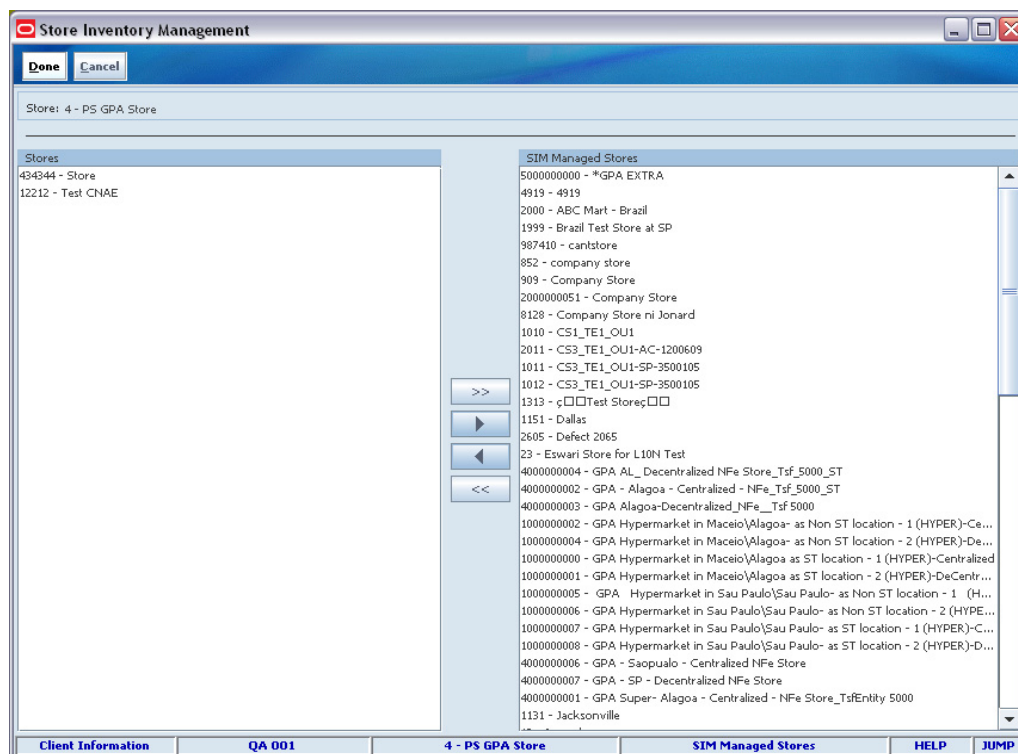 Store Inventory Management
Done Cancel
Store: 4 - PS GPA Store
Stores
434344 - Store
12212 - Test CNAE
>>
<<
SIM Managed Stores
5000000000 - *GPA EXTRA
4919 - 4919
2000 - ABC Mart - Brazil
1999 - Brazil Test Store at SP
987410 - cantstore
852 - company store
909 - Company Store
2000000051 - Company Store
8128 - Company Store ni Jonard
1010 - CS1_TE1_OU1
2011 - CS3_TE1_OU1-AC-1200609
1011 - CS3_TE1_OU1-SP-3500105
1012 - CS3_TE1_OU1-SP-3500105
1313 - ç□□Test Storeç□□
1151 - Dallas
2605 - Defect 2065
23 - Eswari Store for L10N Test
4000000004 - GPA AL_ Decentralized NFe Store_Tsf_5000_ST
4000000002 - GPA - Alagoa - Centralized - NFe_Tsf_5000_ST
4000000003 - GPA Alagoa-Decentralized_NFe__Tsf 5000
1000000002 - GPA Hypermarket in Maceio\Alagoa- as Non ST location - 1 (HYPER)-Ce...
1000000004 - GPA Hypermarket in Maceio\Alagoa- as Non ST location - 2 (HYPER)-De...
1000000000 - GPA Hypermarket in Maceio\Alagoa as ST location - 1 (HYPER)-Centralized
1000000001 - GPA Hypermarket in Maceio\Alagoa as ST location - 2 (HYPER)-DeCentr...
1000000005 - GPA Hypermarket in Sau Paulo\Sau Paulo- as Non ST location - 1 (H...
1000000006 - GPA Hypermarket in Sau Paulo\Sau Paulo- as Non ST location - 2 (HYPE...
1000000007 - GPA Hypermarket in Sau Paulo\Sau Paulo- as ST location - 1 (HYPER)-C...
1000000008 - GPA Hypermarket in Sau Paulo\Sau Paulo- as ST location - 2 (HYPER)-D...
4000000006 - GPA - Saopualo - Centralized NFe Store
4000000007 - GPA - SP - Decentralized NFe Store
4000000001 - GPA Super- Alagoa - Centralized - NFe Store_TsfEntity 5000
1131 - Jacksonville
Client Information QA 001 4 - PS GPA Store SIM Managed Stores HELP JUMP